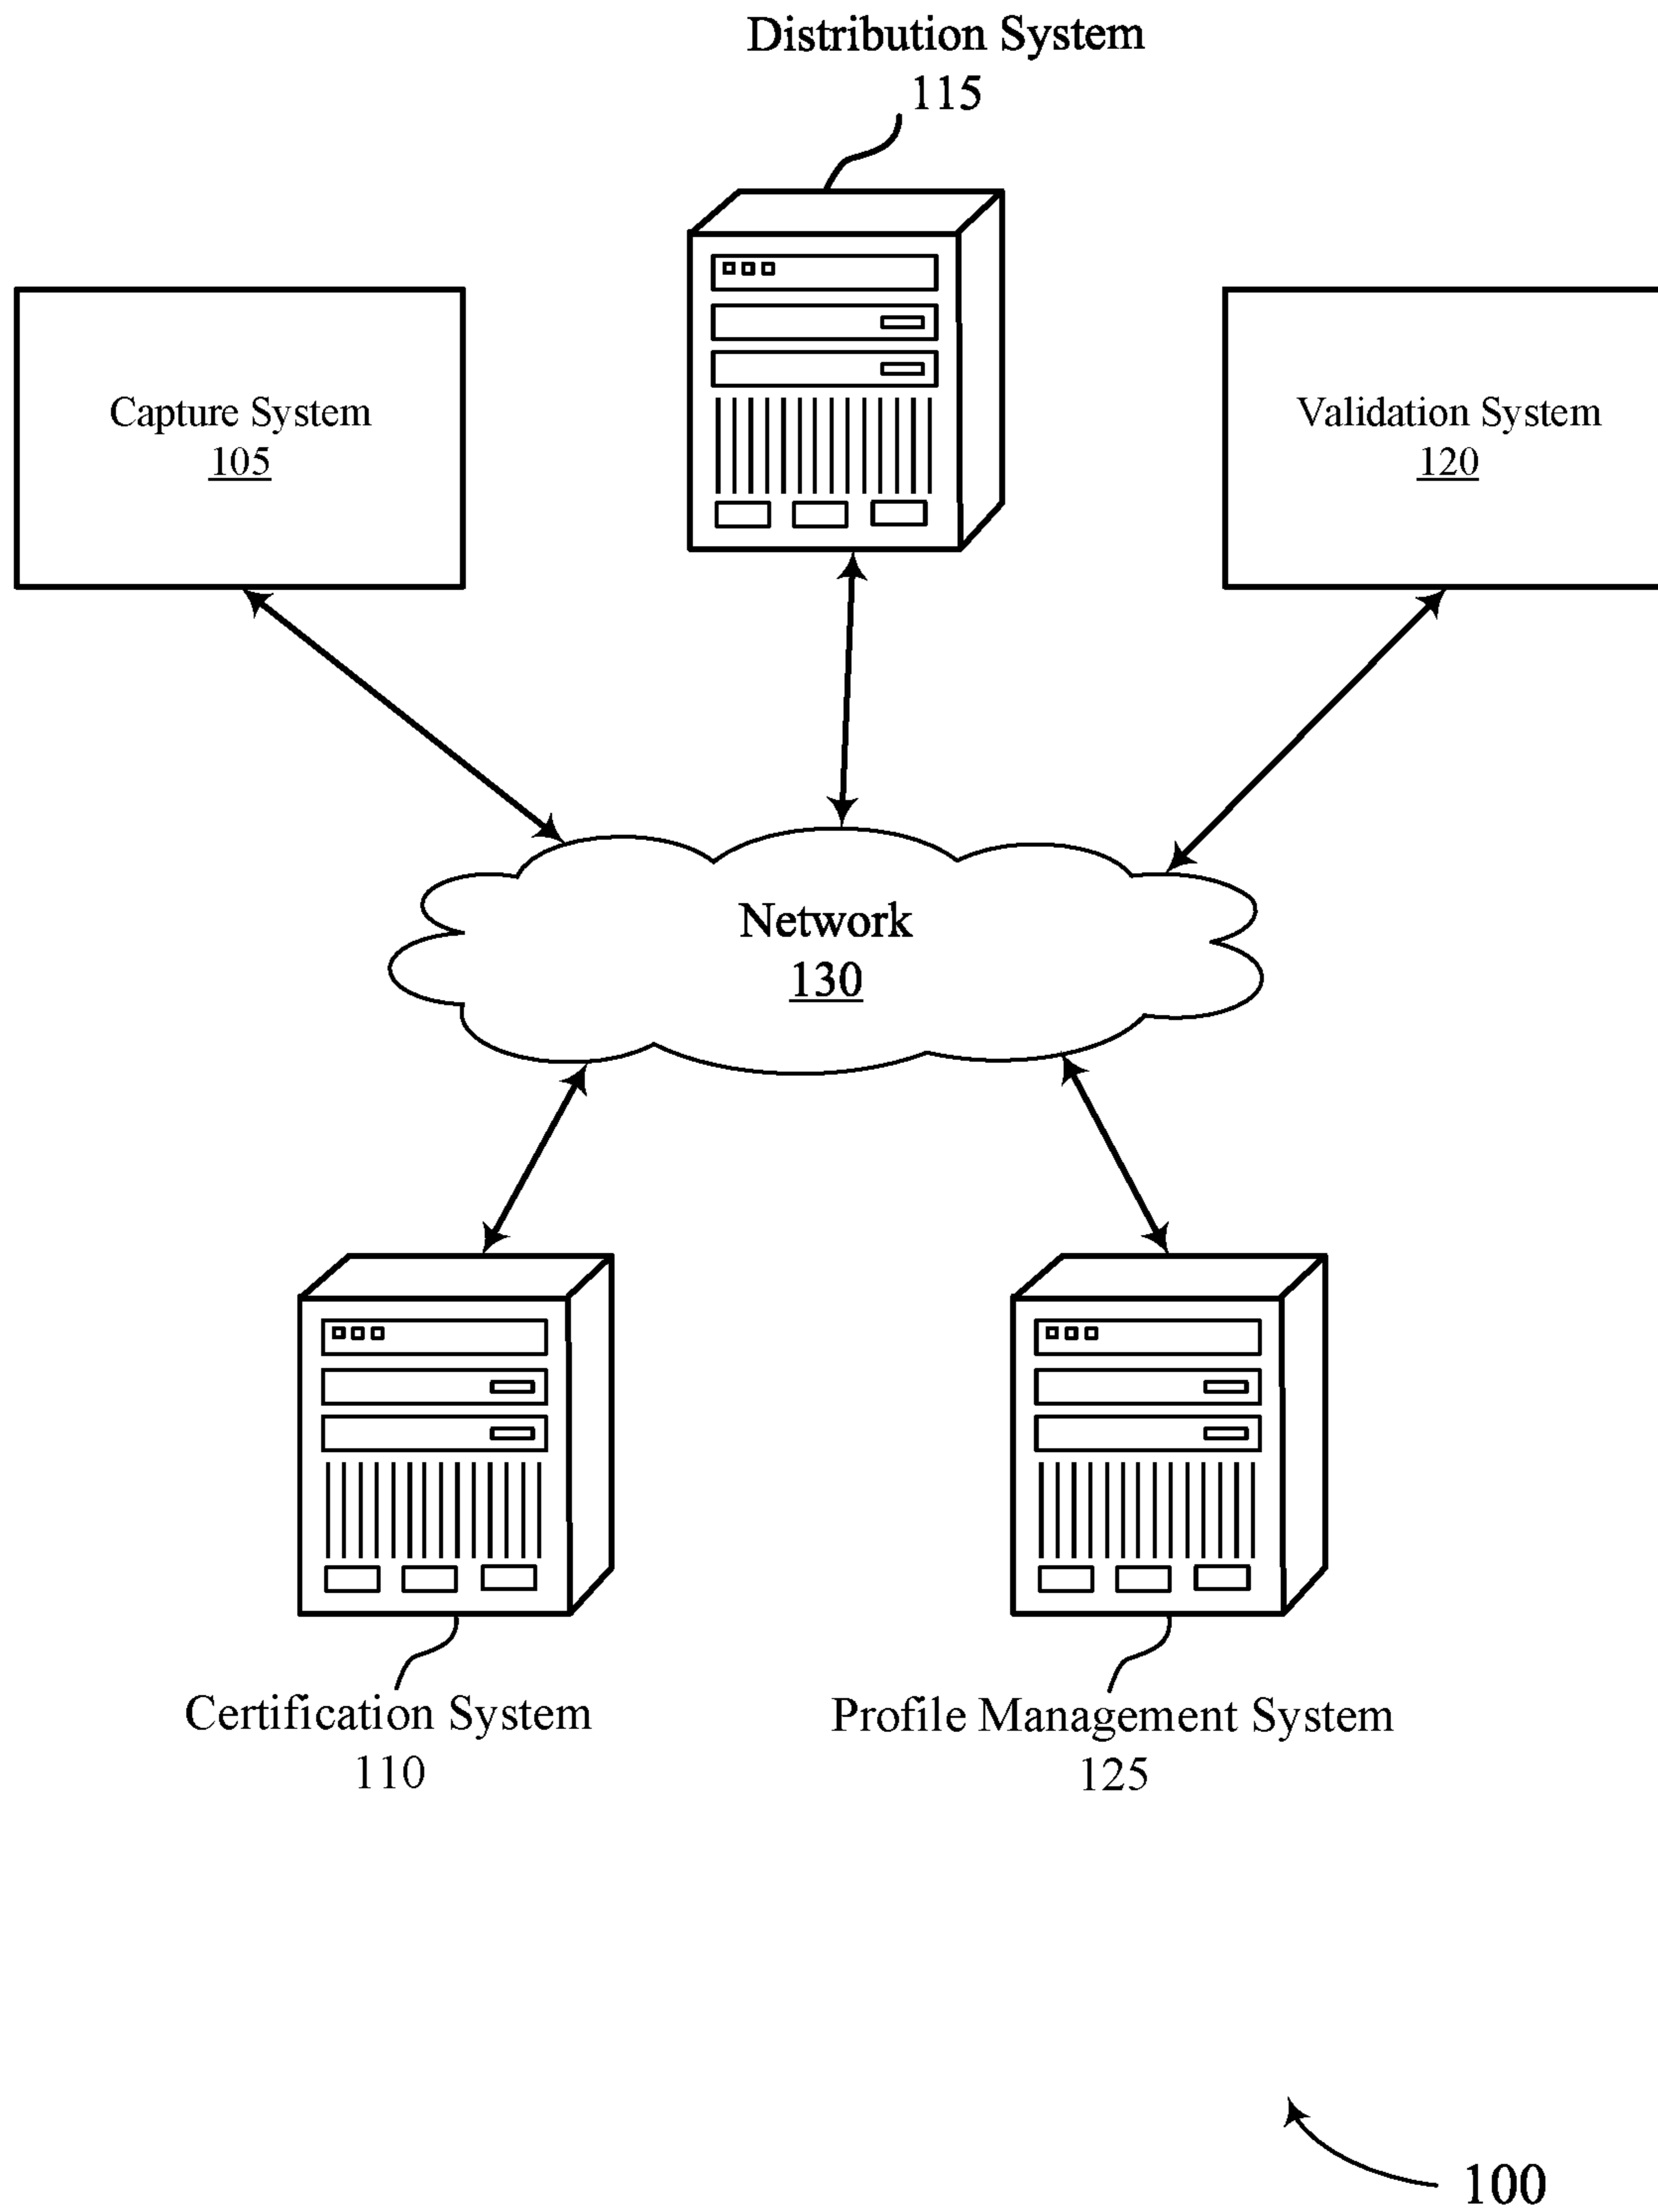 Distribution System
115
Capture System
105
Validation System
120
Network
130
Certification System
110
Profile Management System
125
100